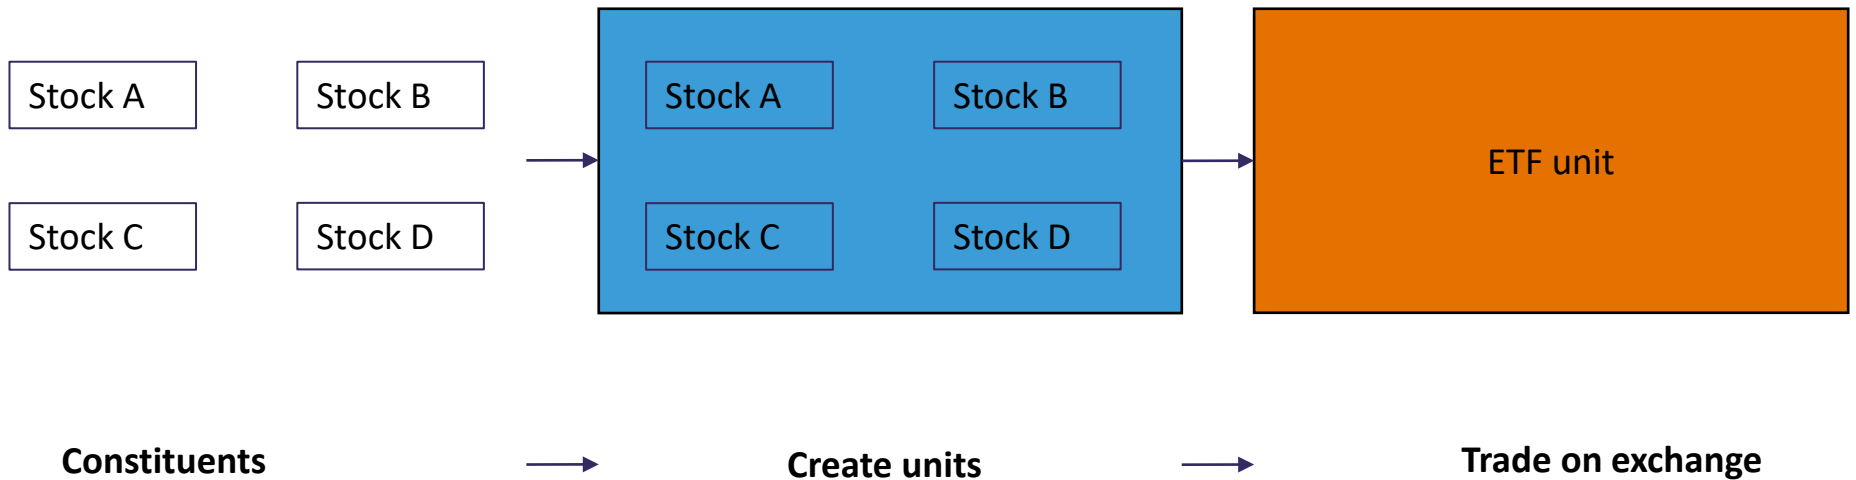 Stock A
Stock B
Stock C
Stock D
Stock A
Stock B
Stock C
Stock D
ETF unit
Constituents
Create units
Trade on exchange